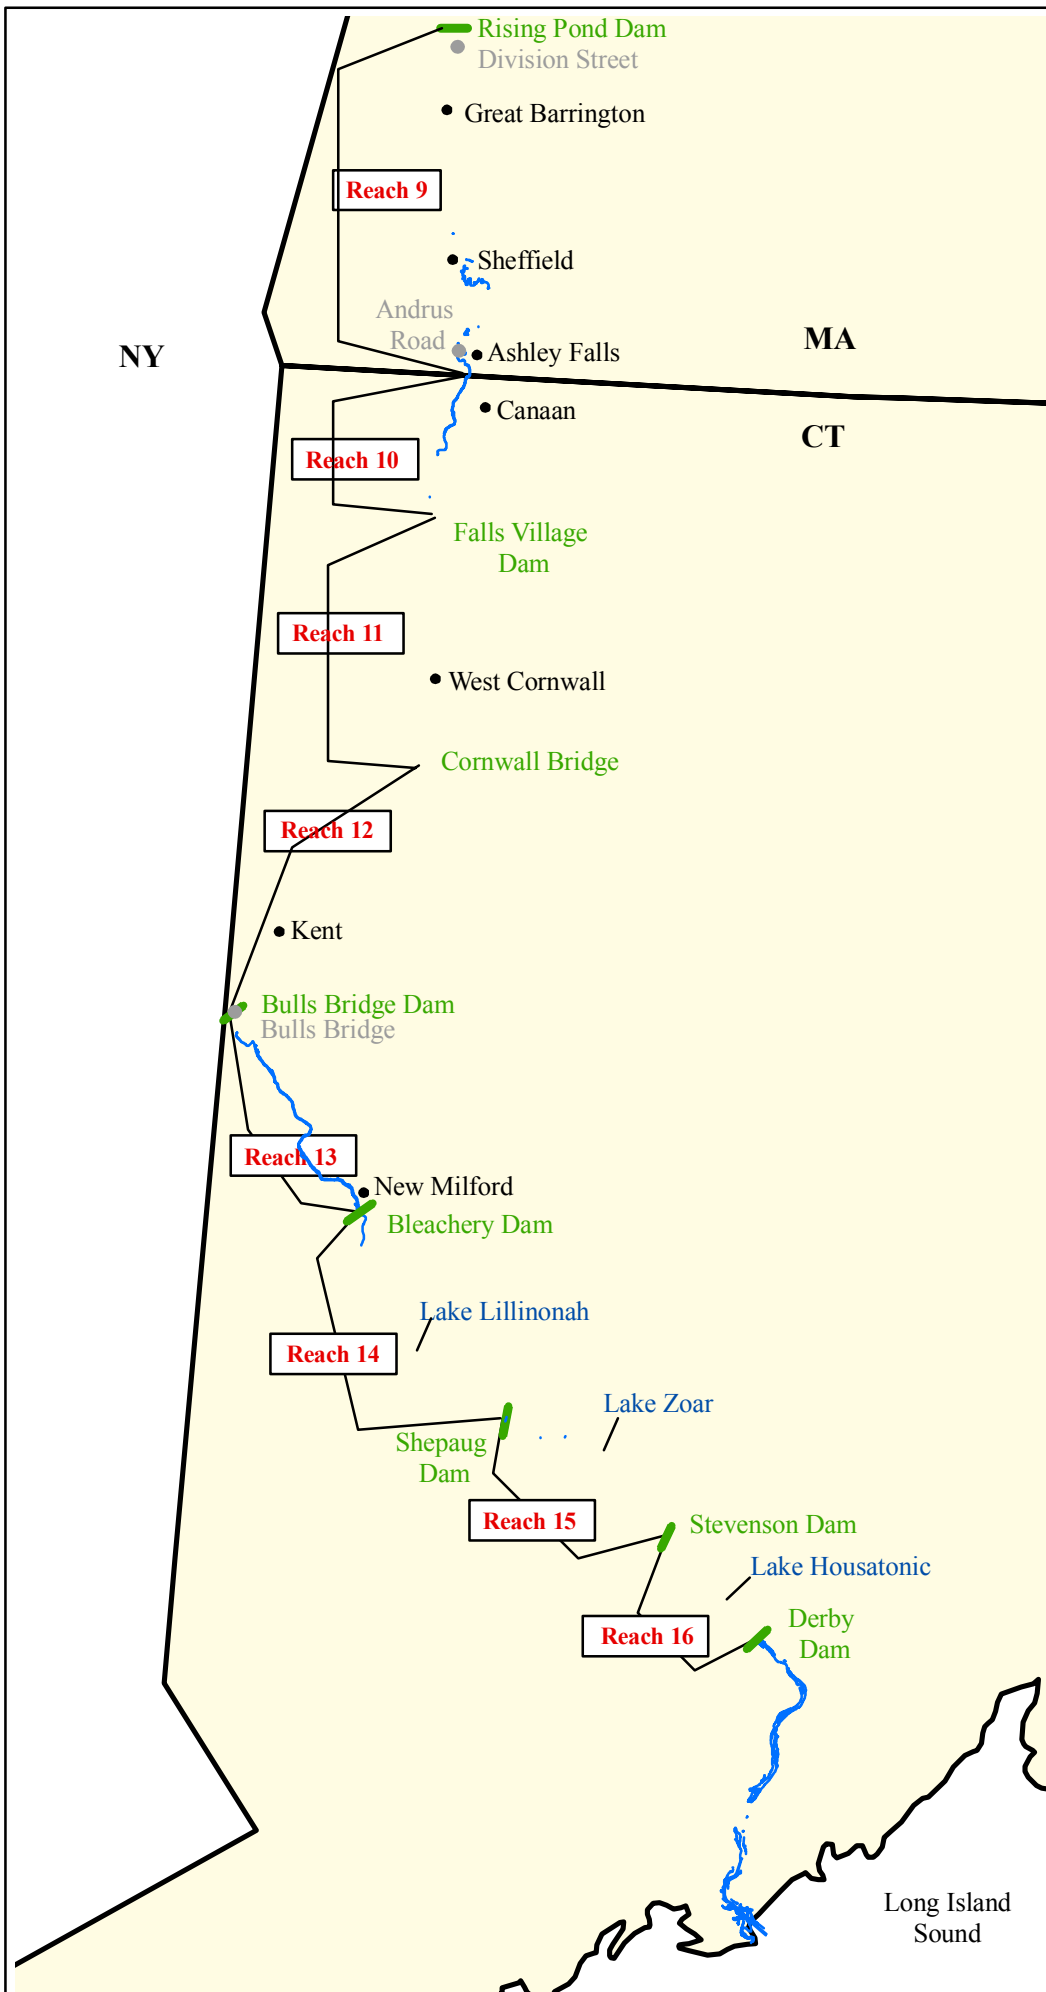 Rising Pond Dam
Division Street
Great Barrington
Reach 9
Sheffield
Andrus
Road
NY
MA
Ashley Falls
Canaan
CT
Reach 10
Falls Village
Dam
Reach 11
West Cornwall
Cornwall Bridge
Reach 12
Kent
Bulls Bridge Dam
Bulls Bridge
Reach 13
New Milford
Bleachery Dam
Lake Lillinonah
Reach 14
Lake Zoar
Shepaug
Dam
Reach 15
Stevenson Dam
Lake Housatonic
Derby
Dam
Reach 16
Long Island
Sound